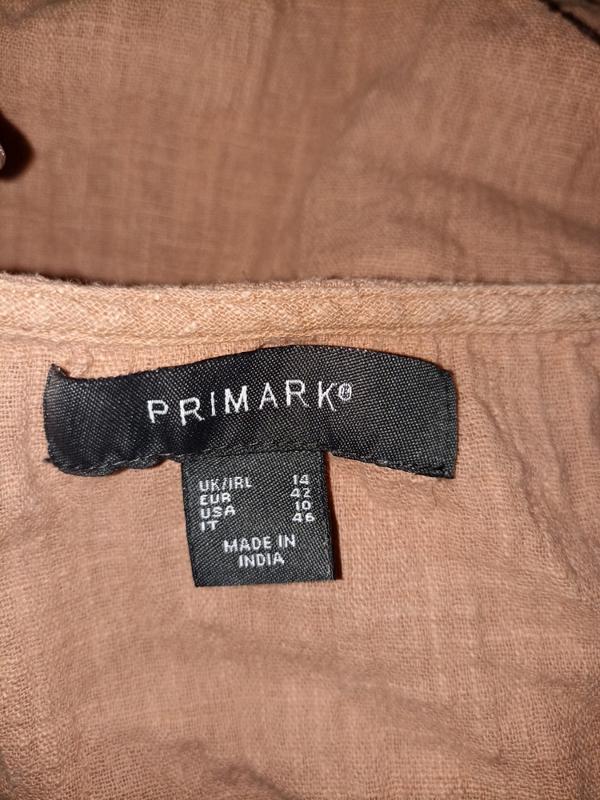 PRIMARK®
UK/IRL 14
EUR 42
USA 10
IT 46
MADE IN
INDIA